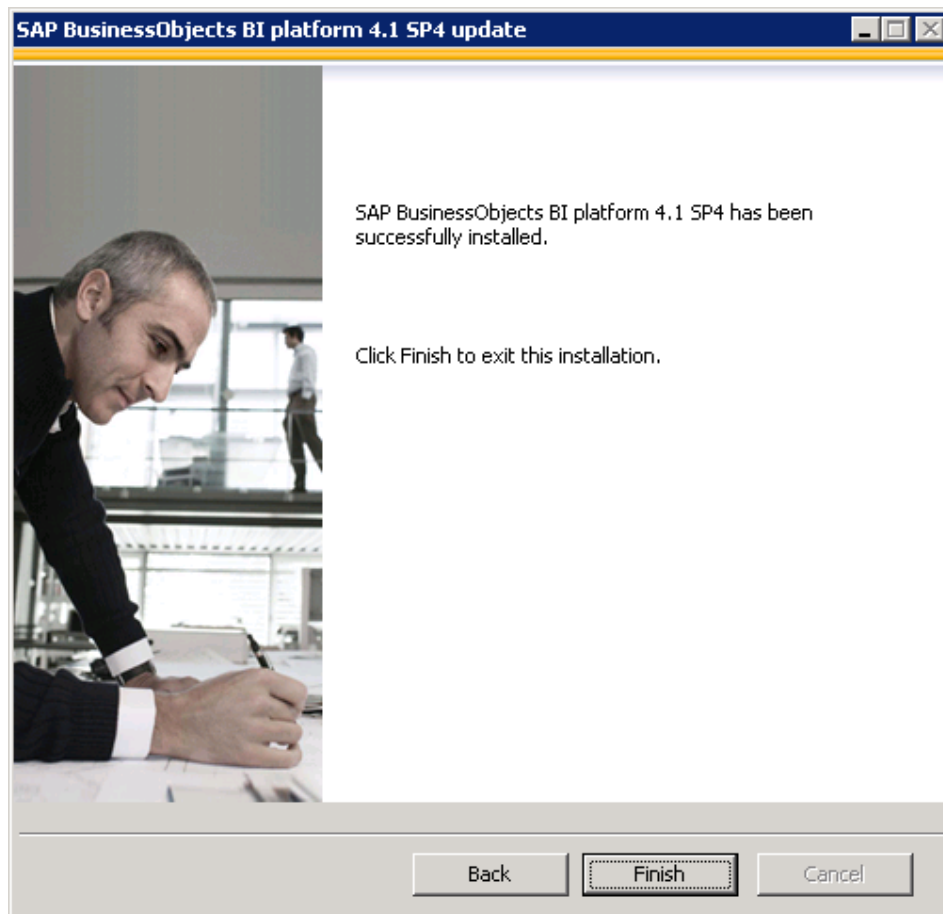 SAP BusinessObjects BI platform 4.1 SP4 update
SAP BusinessObjects BI platform 4.1 SP4 has been
successfully installed.
Click Finish to exit this installation.
Back
Finish
Cancel